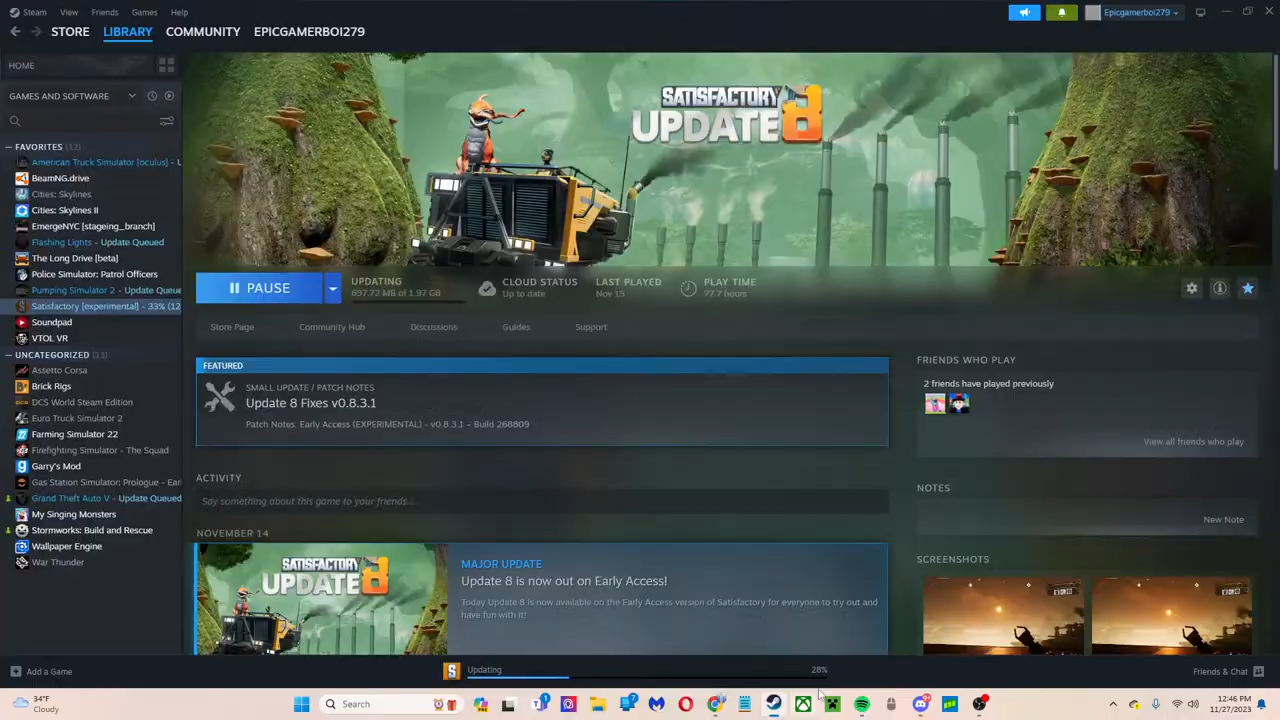 Steam View Friends Games Help
Epicgamerboi279
STORE LIBRARY COMMUNITY EPICGAMERBOI279
HOME
GAMES AND SOFTWARE
FAVORITES (12)
American Truck Simulator [oculus] - U
BeamNG.drive
Cities: Skylines
Cities: Skylines II
EmergeNYC [stageing_branch]
Flashing Lights - Update Queued
The Long Drive [beta]
Police Simulator: Patrol Officers
Pumping Simulator 2 - Update Queue
Satisfactory [experimental] - 33% (12
Soundpad
VTOL VR
UNCATEGORIZED (13)
Assetto Corsa
Brick Rigs
DCS World Steam Edition
Euro Truck Simulator 2
Farming Simulator 22
Firefighting Simulator - The Squad
Garry's Mod
Gas Station Simulator: Prologue - Ear
Grand Theft Auto V - Update Queued
My Singing Monsters
Stormworks: Build and Rescue
Wallpaper Engine
War Thunder
Add a Game
SATISFACTORY
UPDATE 8
PAUSE
UPDATING
697.72 MB of 1.97 GB
CLOUD STATUS
Up to date
LAST PLAYED
Nov 15
PLAY TIME
77.7 hours
Store Page Community Hub Discussions Guides Support
FEATURED
SMALL UPDATE / PATCH NOTES
Update 8 Fixes v0.8.3.1
Patch Notes: Early Access (EXPERIMENTAL) - v0.8.3.1 - Build 268809
ACTIVITY
Say something about this game to your friends...
NOVEMBER 14
SATISFACTORY
UPDATE 8
MAJOR UPDATE
Update 8 is now out on Early Access!
Today Update 8 is now available on the Early Access version of Satisfactory for everyone to try out and
have fun with it!
FRIENDS WHO PLAY
2 friends have played previously
View all friends who play
NOTES
New Note
SCREENSHOTS
Updating 28%
Friends & Chat
34°F
Cloudy
Search
12:46 PM
11/27/2023